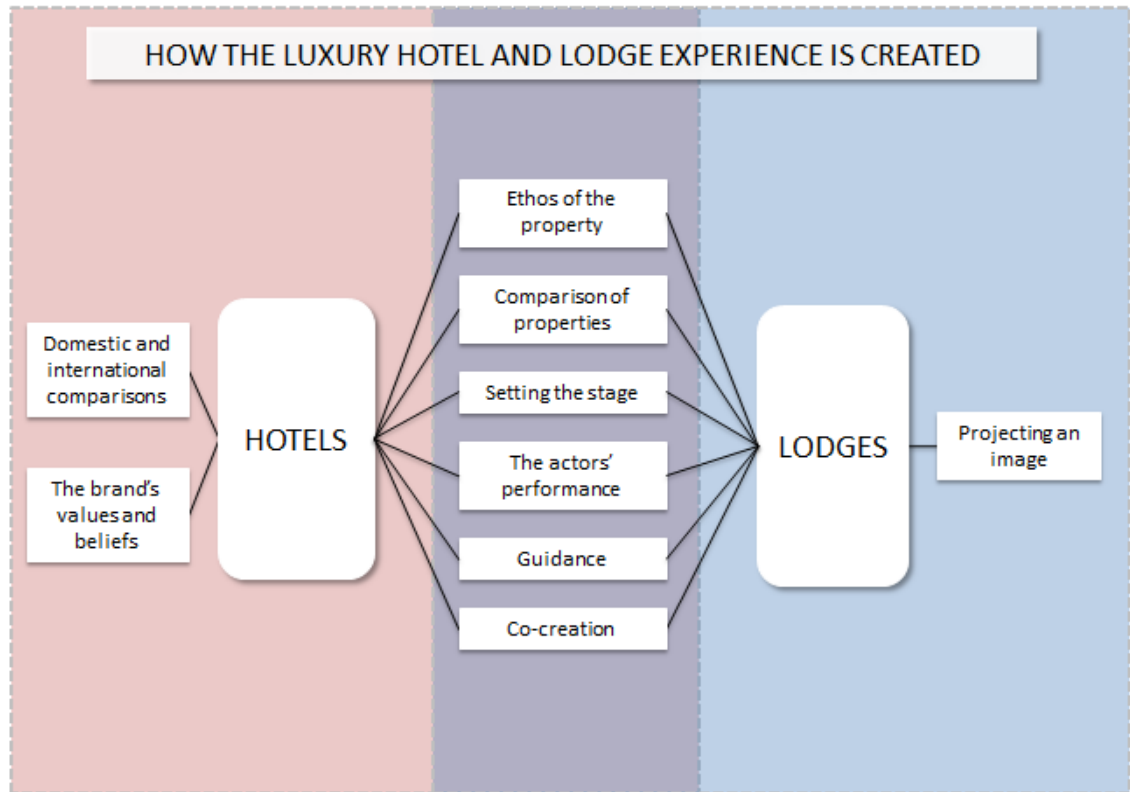 HOW THE LUXURY HOTEL AND LODGE EXPERIENCE IS CREATED
Domestic and
international
comparisons
The brand's
values and
beliefs
HOTELS
Ethos of the
property
Comparison of
properties
Setting the stage
The actors'
performance
Guidance
Co-creation
LODGES
Projecting an
image